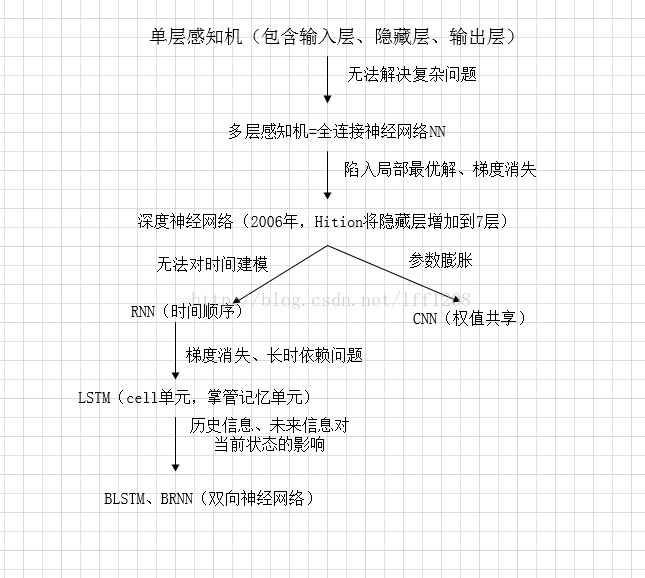 单层感知机（包含输入层、隐藏层、输出层）
无法解决复杂问题
多层感知机=全连接神经网络NN
陷入局部最优解、梯度消失
深度神经网络（2006年，Hition将隐藏层增加到7层）
无法对时间建模
参数膨胀
http://blog.csdn.net/lff1208
RNN（时间顺序）
CNN（权值共享）
梯度消失、长时依赖问题
LSTM（cell单元，掌管记忆单元）
历史信息、未来信息对
当前状态的影响
BLSTM、BRNN（双向神经网络）